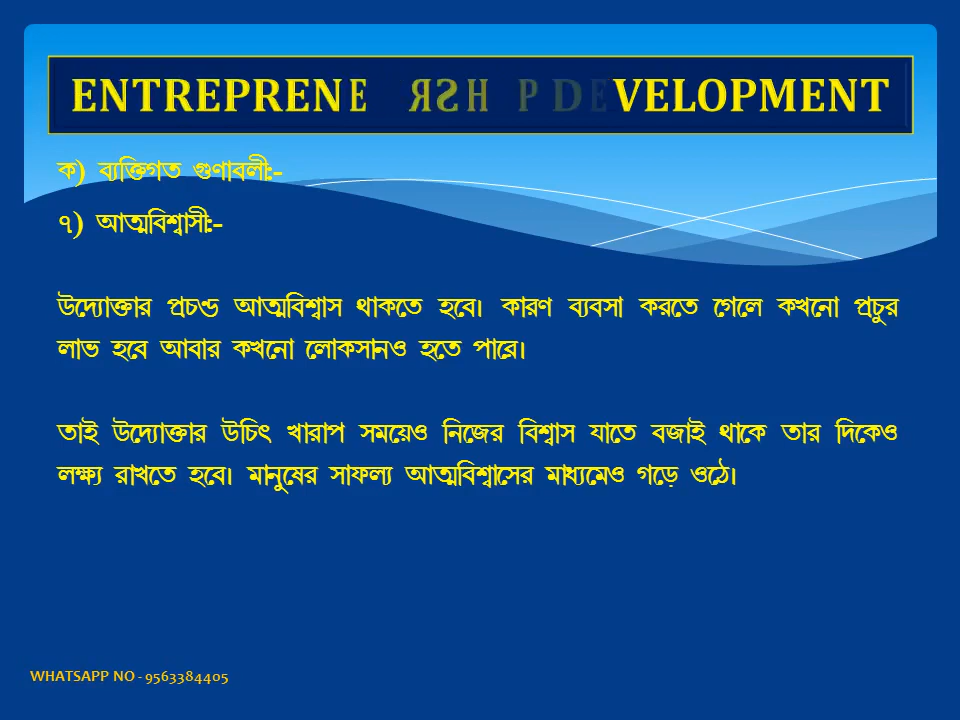 ENTREPRENE RSH P DEVELOPMENT
ক) ব্যক্তিগত গুণাবলী:-
৭) আত্মবিশ্বাসী:-
উদ্যোক্তার প্রচণ্ড আত্মবিশ্বাস থাকতে হবে। কারণ ব্যবসা করতে গেলে কখনো প্রচুর
লাভ হবে আবার কখনো লোকসানও হতে পারে।
তাই উদ্যোক্তার উচিৎ খারাপ সময়েও নিজের বিশ্বাস যাতে বজাই থাকে তার দিকেও
লক্ষ্য রাখতে হবে। মানুষের সাফল্য আত্মবিশ্বাসের মাধ্যমেও গড়ে ওঠে।
WHATSAPP NO - 9563384405